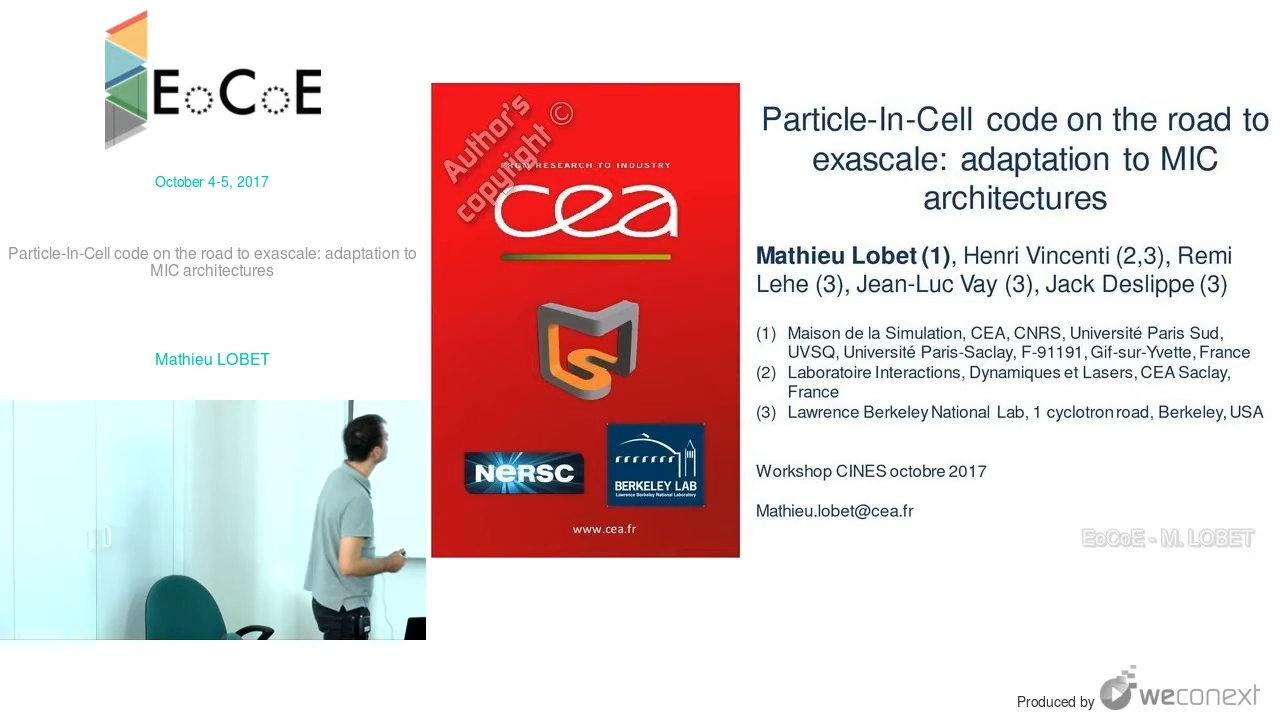 EoCoE
October 4-5, 2017
Particle-In-Cell code on the road to exascale: adaptation to
MIC architectures
Mathieu LOBET
Author's
copyright ©
FROM RESEARCH TO INDUSTRY
cea
NERSC
BERKELEY LAB
Lawrence Berkeley National Laboratory
www.cea.fr
Particle-In-Cell code on the road to
exascale: adaptation to MIC
architectures
Mathieu Lobet (1), Henri Vincenti (2,3), Remi
Lehe (3), Jean-Luc Vay (3), Jack Deslippe (3)
(1) Maison de la Simulation, CEA, CNRS, Université Paris Sud,
UVSQ, Université Paris-Saclay, F-91191, Gif-sur-Yvette, France
(2) Laboratoire Interactions, Dynamiques et Lasers, CEA Saclay,
France
(3) Lawrence Berkeley National Lab, 1 cyclotron road, Berkeley, USA
Workshop CINES octobre 2017
Mathieu.lobet@cea.fr
EoCoE - M. LOBET
Produced by weconext